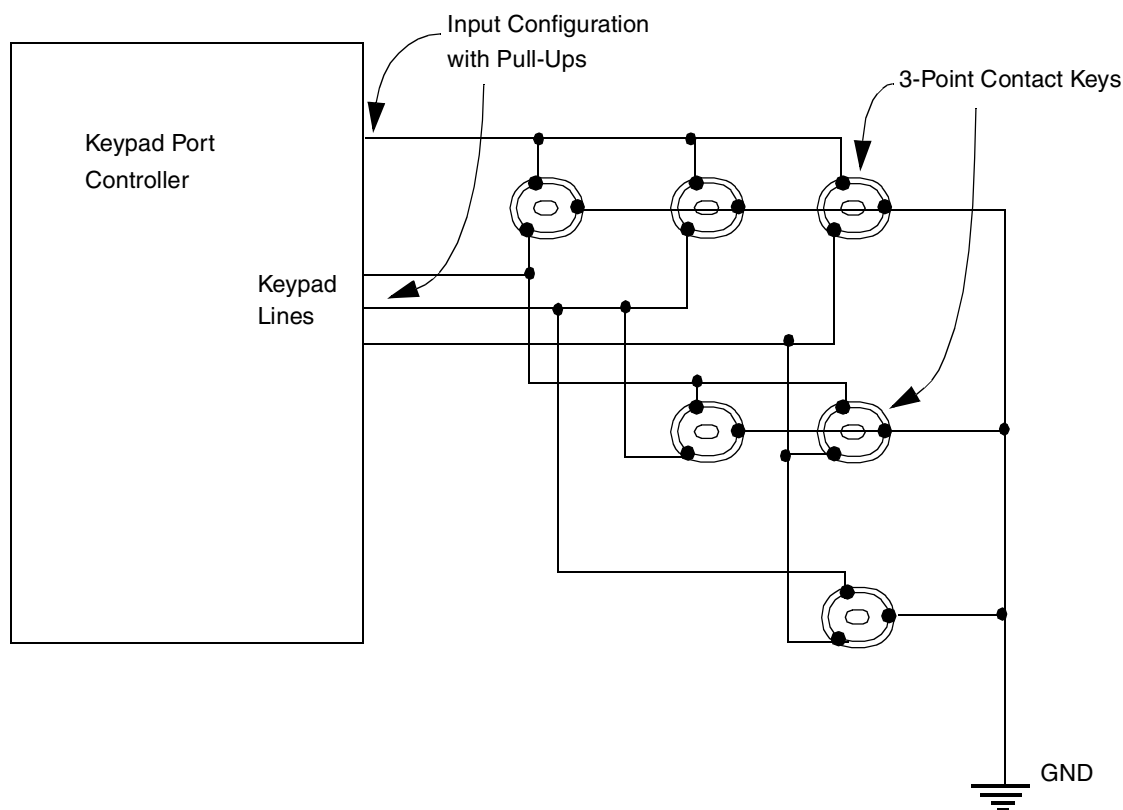 Input Configuration
with Pull-Ups
3-Point Contact Keys
Keypad Port
Controller
Keypad
Lines
GND